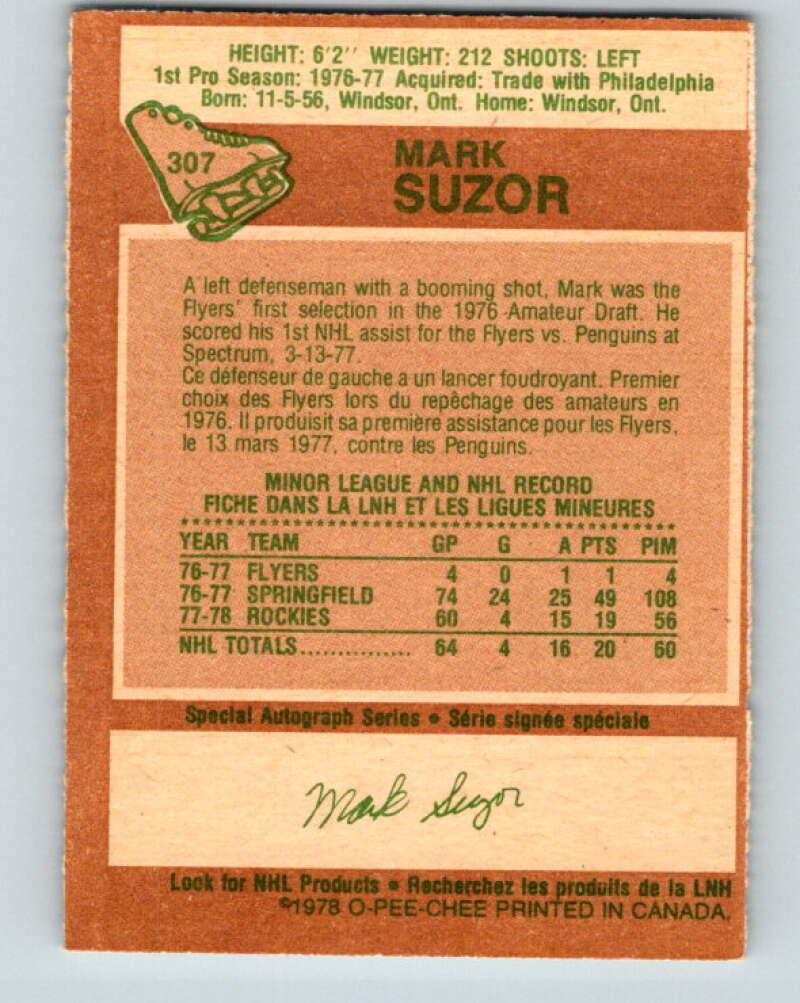 HEIGHT: 6'2'' WEIGHT: 212 SHOOTS: LEFT
1st Pro Season: 1976-77 Acquired: Trade with Philadelphia
Born: 11-5-56, Windsor, Ont. Home: Windsor, Ont.
307
MARK
SUZOR
A left defenseman with a booming shot, Mark was the
Flyers' first selection in the 1976 Amateur Draft. He
scored his 1st NHL assist for the Flyers vs. Penguins at
Spectrum, 3-13-77.
Ce défenseur de gauche a un lancer foudroyant. Premier
choix des Flyers lors du repêchage des amateurs en
1976. Il produisit sa première assistance pour les Flyers,
le 13 mars 1977, contre les Penguins.
MINOR LEAGUE AND NHL RECORD
FICHE DANS LA LNH ET LES LIGUES MINEURES
YEAR TEAM GP G A PTS PIM
76-77 FLYERS 4 0 1 1 4
76-77 SPRINGFIELD 74 24 25 49 108
77-78 ROCKIES 60 4 15 19 56
NHL TOTALS............... 64 4 16 20 60
Special Autograph Series • Série signée spéciale
Mark Suzor
Look for NHL Products • Recherchez les produits de la LNH
©1978 O-PEE-CHEE PRINTED IN CANADA.